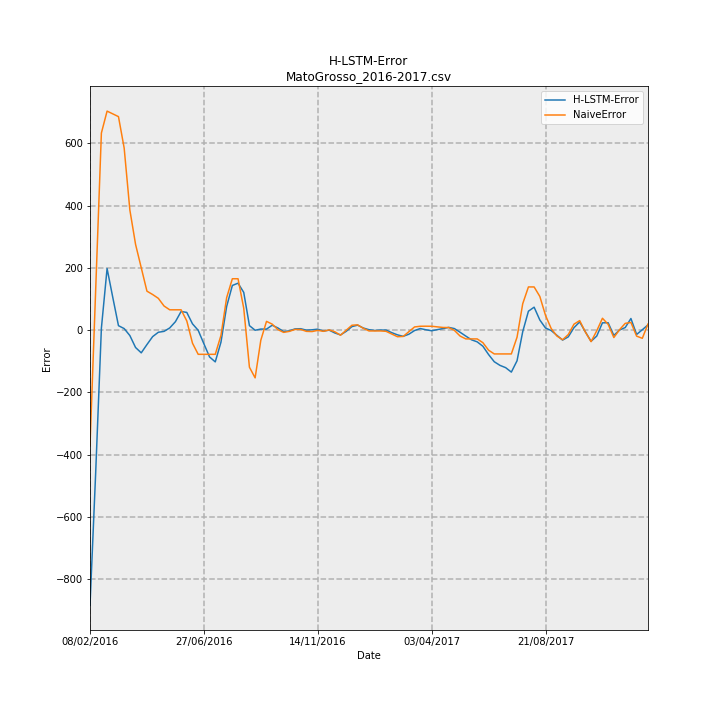 H-LSTM-Error
MatoGrosso_2016-2017.csv
H-LSTM-Error
NaiveError
600
400
200
0
−200
−400
−600
−800
Error
08/02/2016 27/06/2016 14/11/2016 03/04/2017 21/08/2017
Date